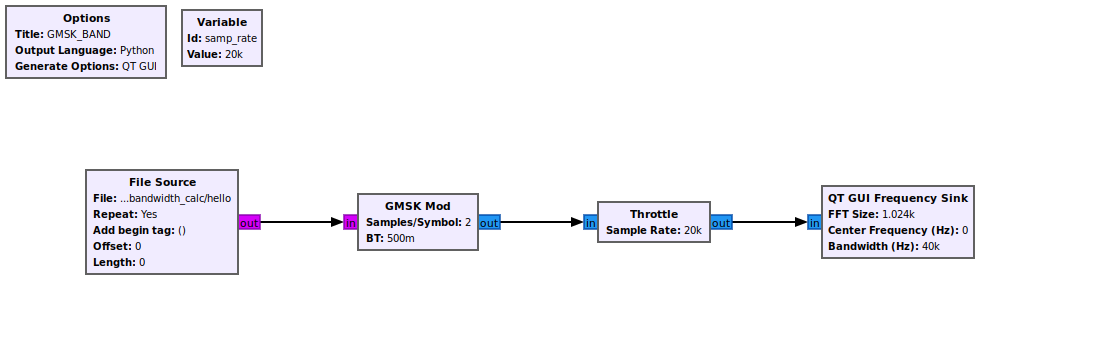 Options
Title: GMSK_BAND
Output Language: Python
Generate Options: QT GUI
Variable
Id: samp_rate
Value: 20k
File Source
File: ...bandwidth_calc/hello
Repeat: Yes
Add begin tag: ()
Offset: 0
Length: 0
out
in
GMSK Mod
Samples/Symbol: 2
BT: 500m
out
in
Throttle
Sample Rate: 20k
out
in
QT GUI Frequency Sink
FFT Size: 1.024k
Center Frequency (Hz): 0
Bandwidth (Hz): 40k